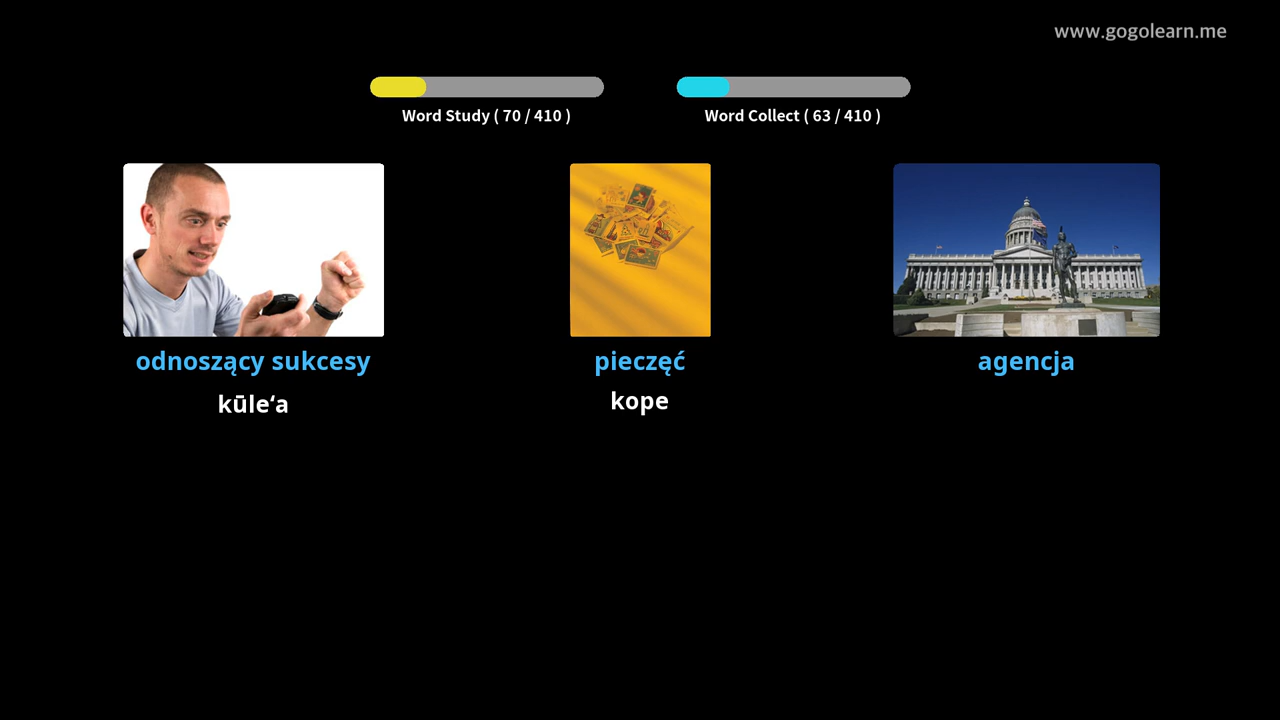 www.gogolearn.me
Word Study ( 70 / 410 )
Word Collect ( 63 / 410 )
odnoszący sukcesy
pieczęć
agencja
kūleʻa
kope